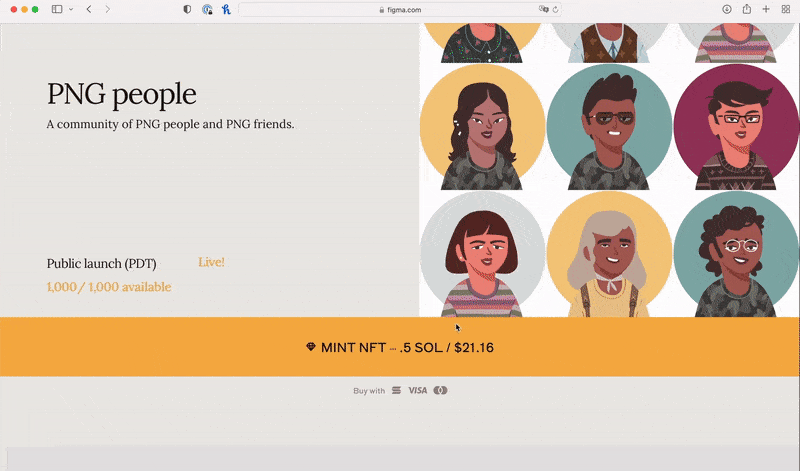 figma.com
PNG people
A community of PNG people and PNG friends.
Public launch (PDT) Live!
1,000 / 1,000 available
MINT NFT – .5 SOL / $21.16
Buy with VISA